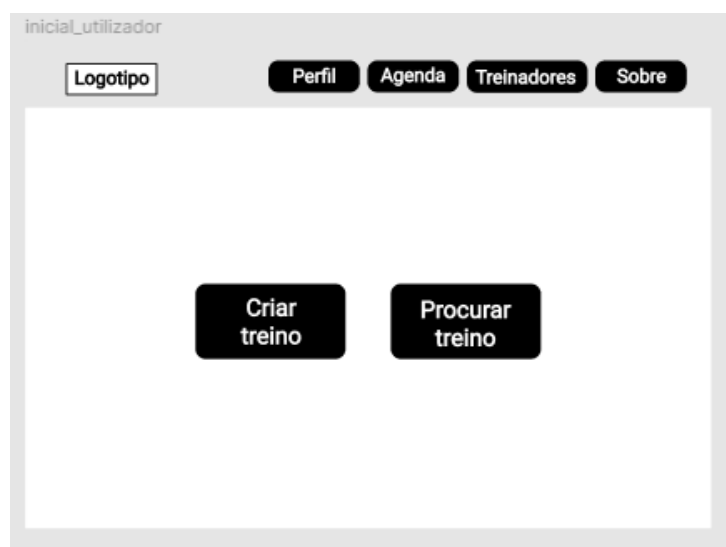 inicial_utilizador
Logotipo
Perfil
Agenda
Treinadores
Sobre
Criar
treino
Procurar
treino